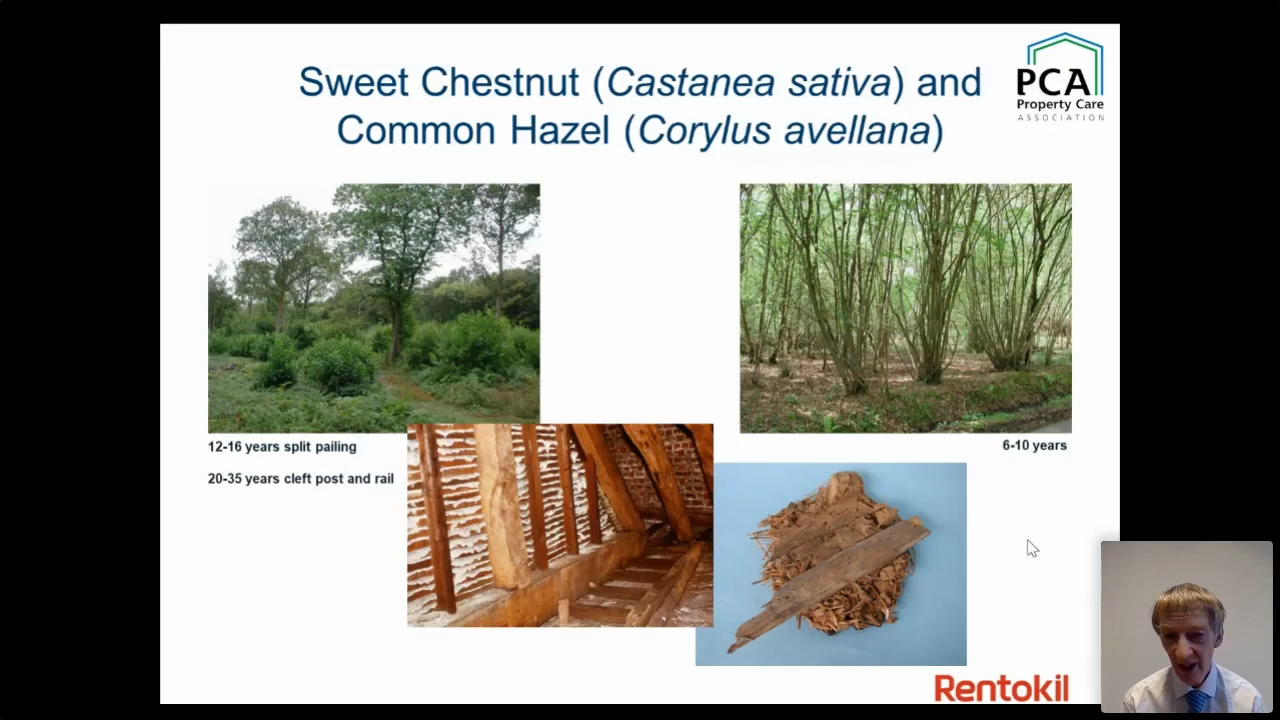 Sweet Chestnut (Castanea sativa) and
Common Hazel (Corylus avellana)
PCA
Property Care
ASSOCIATION
12-16 years split pailing
20-35 years cleft post and rail
6-10 years
Rentokil